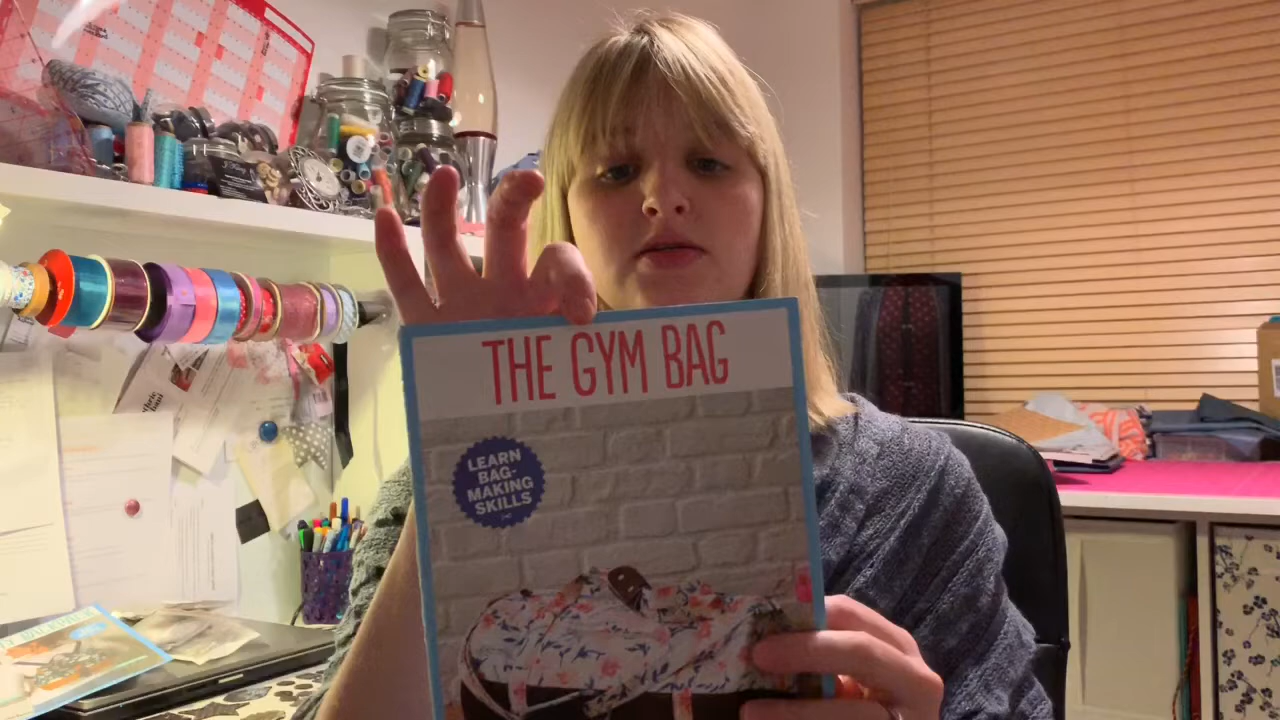 THE GYM BAG
LEARN
BAG-
MAKING
SKILLS